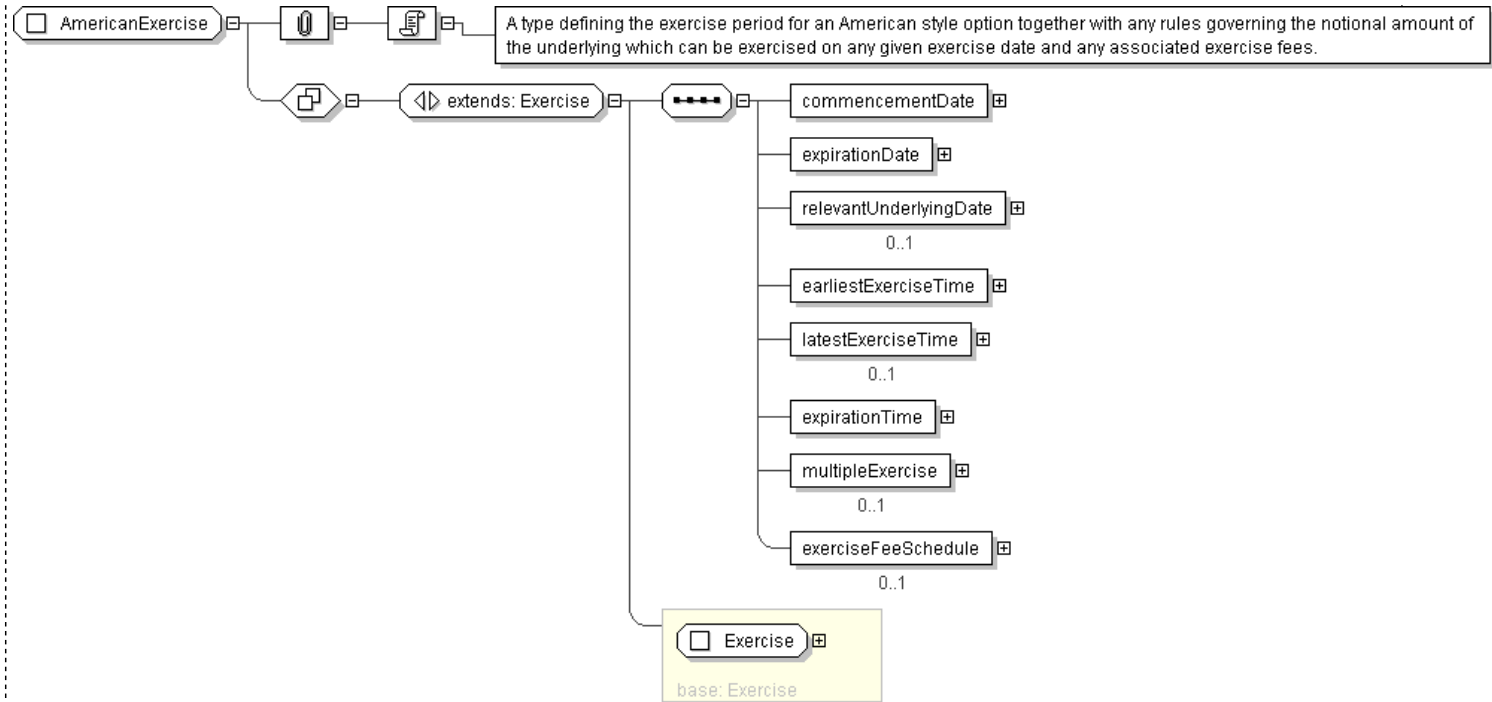 AmericanExercise
A type defining the exercise period for an American style option together with any rules governing the notional amount of
the underlying which can be exercised on any given exercise date and any associated exercise fees.
extends: Exercise
commencementDate
expirationDate
relevantUnderlyingDate
0..1
earliestExerciseTime
latestExerciseTime
0..1
expirationTime
multipleExercise
0..1
exerciseFeeSchedule
0..1
Exercise
base: Exercise